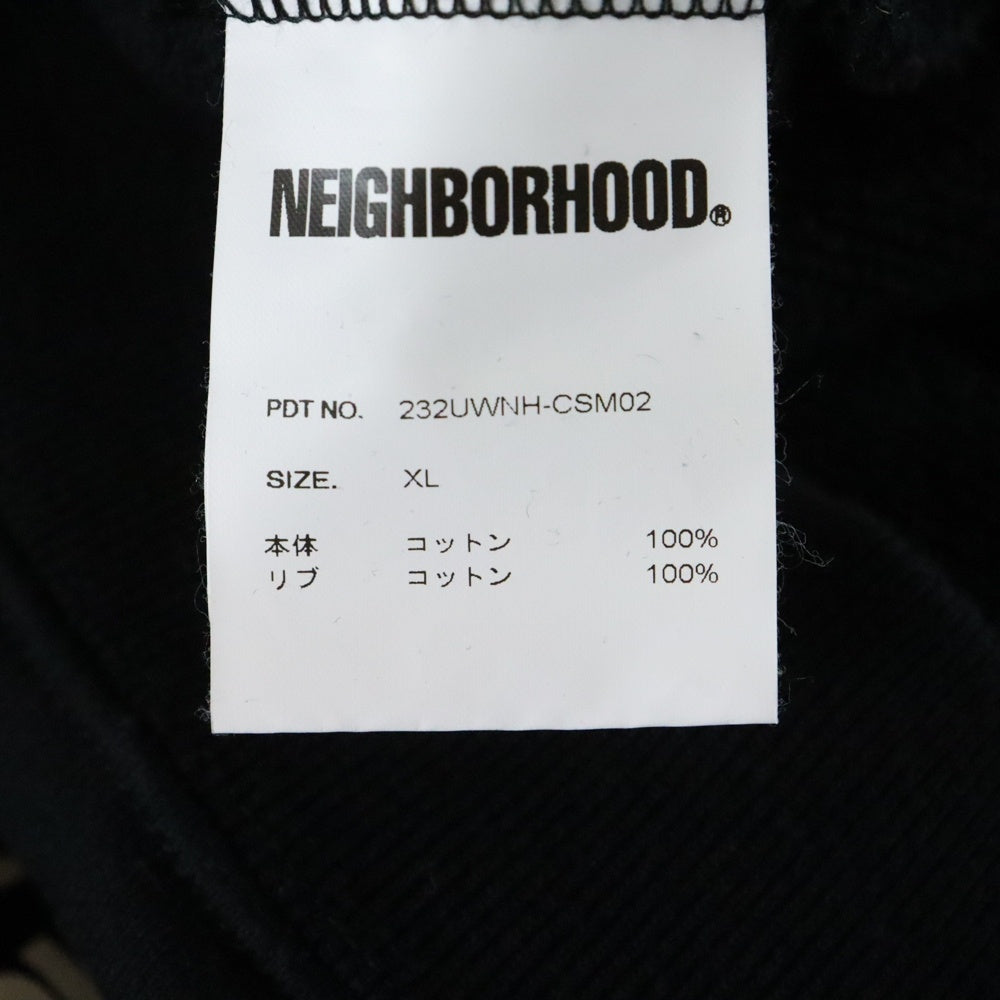 NEIGHBORHOOD®
PDT NO. 232UWNH-CSM02
SIZE. XL
本体 コットン 100%
リブ コットン 100%